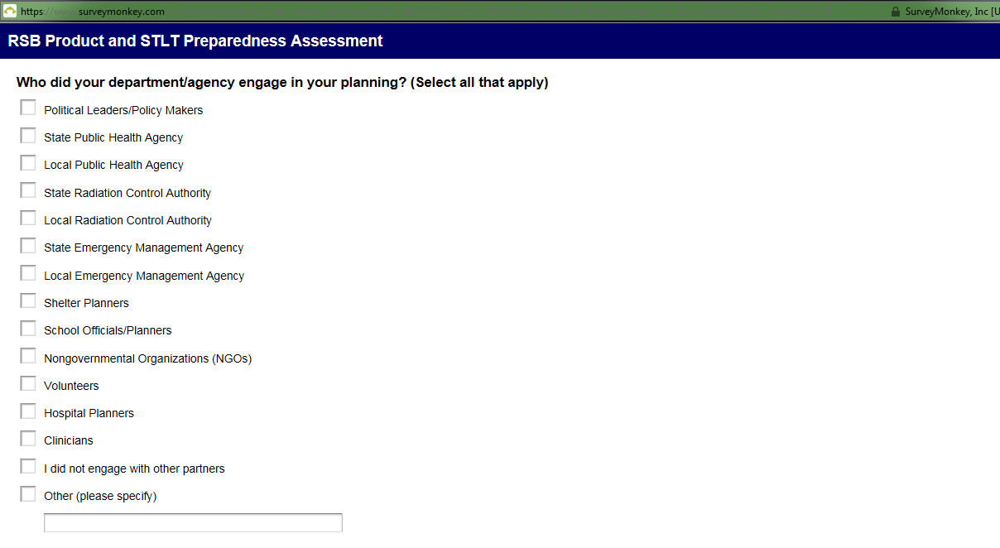 https://www.surveymonkey.com
SurveyMonkey, Inc [U
RSB Product and STLT Preparedness Assessment
Who did your department/agency engage in your planning? (Select all that apply)
Political Leaders/Policy Makers
State Public Health Agency
Local Public Health Agency
State Radiation Control Authority
Local Radiation Control Authority
State Emergency Management Agency
Local Emergency Management Agency
Shelter Planners
School Officials/Planners
Nongovernmental Organizations (NGOs)
Volunteers
Hospital Planners
Clinicians
I did not engage with other partners
Other (please specify)